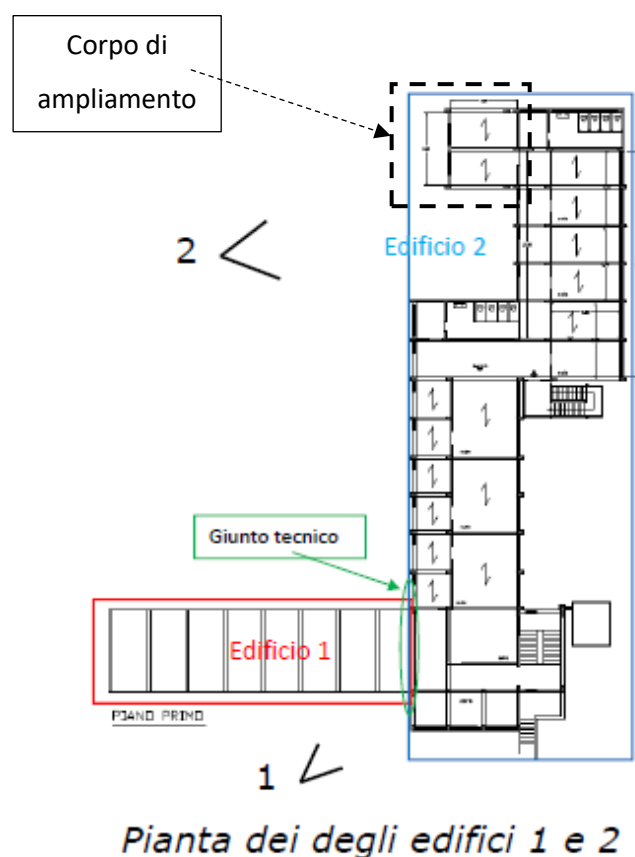 Corpo di
ampliamento
2
Edificio 2
Giunto tecnico
Edificio 1
PIANO PRIMO
1
Pianta dei degli edifici 1 e 2